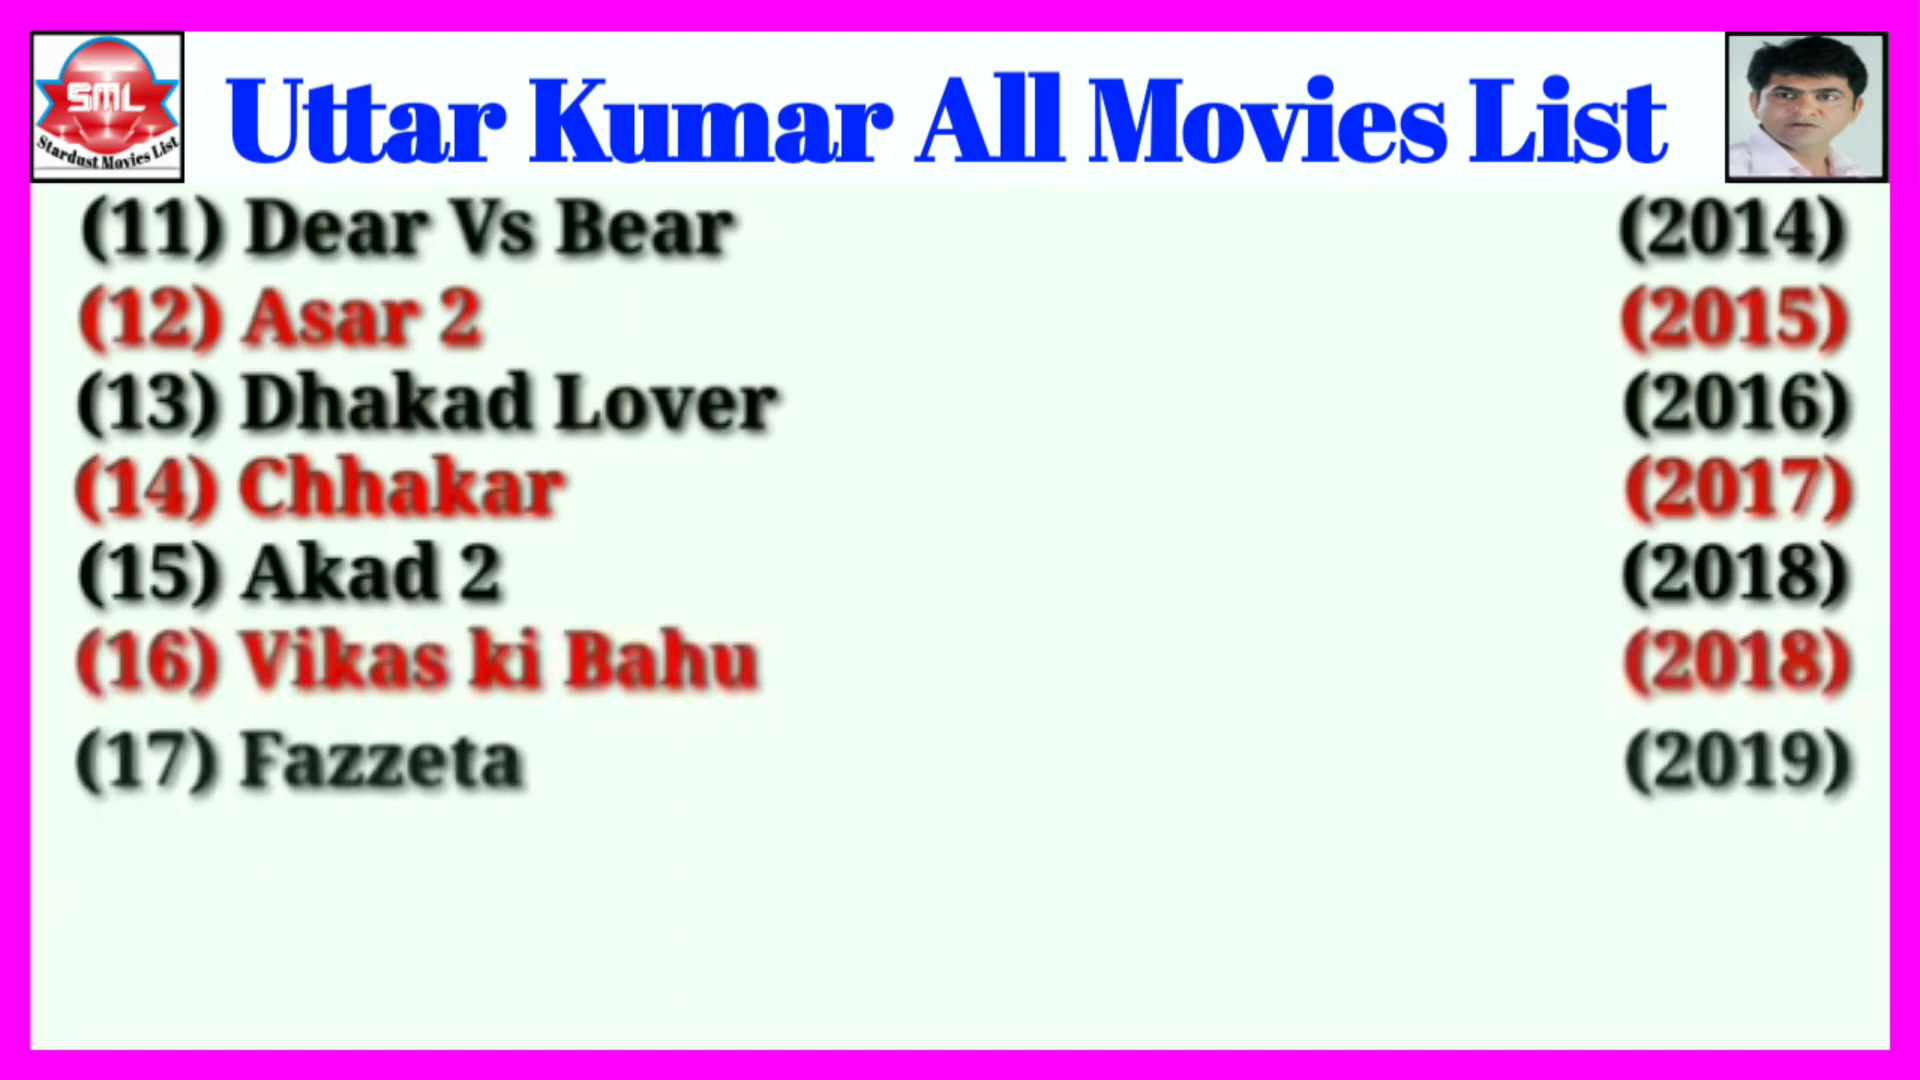 SML
Stardust Movies List
Uttar Kumar All Movies List
(11) Dear Vs Bear (2014)
(12) Asar 2 (2015)
(13) Dhakad Lover (2016)
(14) Chhakar (2017)
(15) Akad 2 (2018)
(16) Vikas ki Bahu (2018)
(17) Fazzeta (2019)